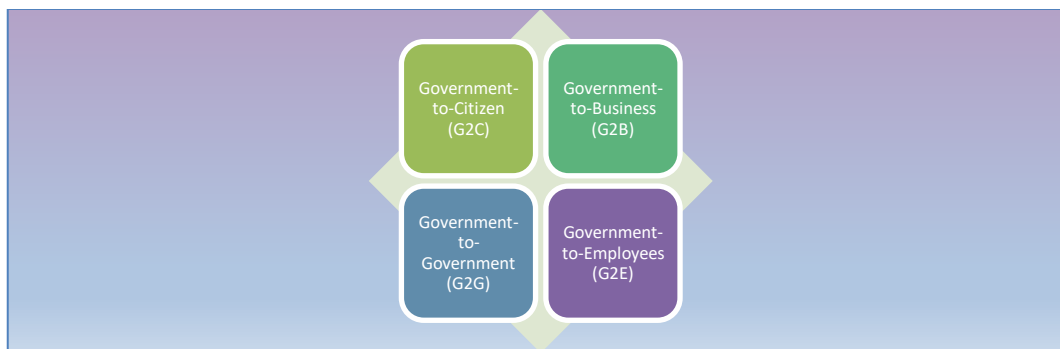 Government-
to-Citizen
(G2C)
Government-
to-Business
(G2B)
Government-
to-
Government
(G2G)
Government-
to-Employees
(G2E)